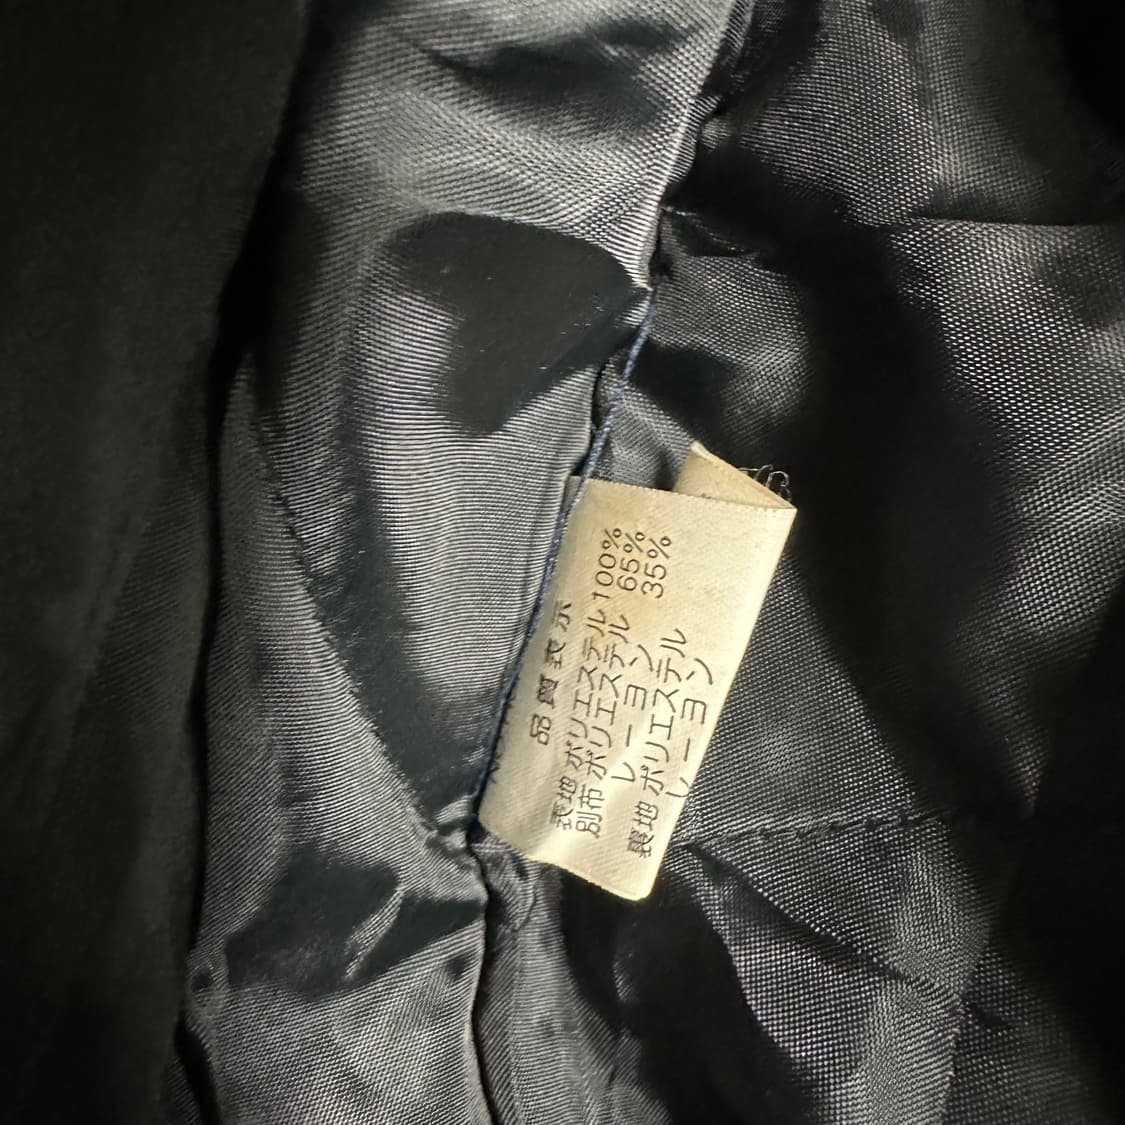 品質表示
表地 ポリエステル 100%
別布 ポリエステル 65%
レーヨン 35%
裏地 ポリエステル
レーヨン